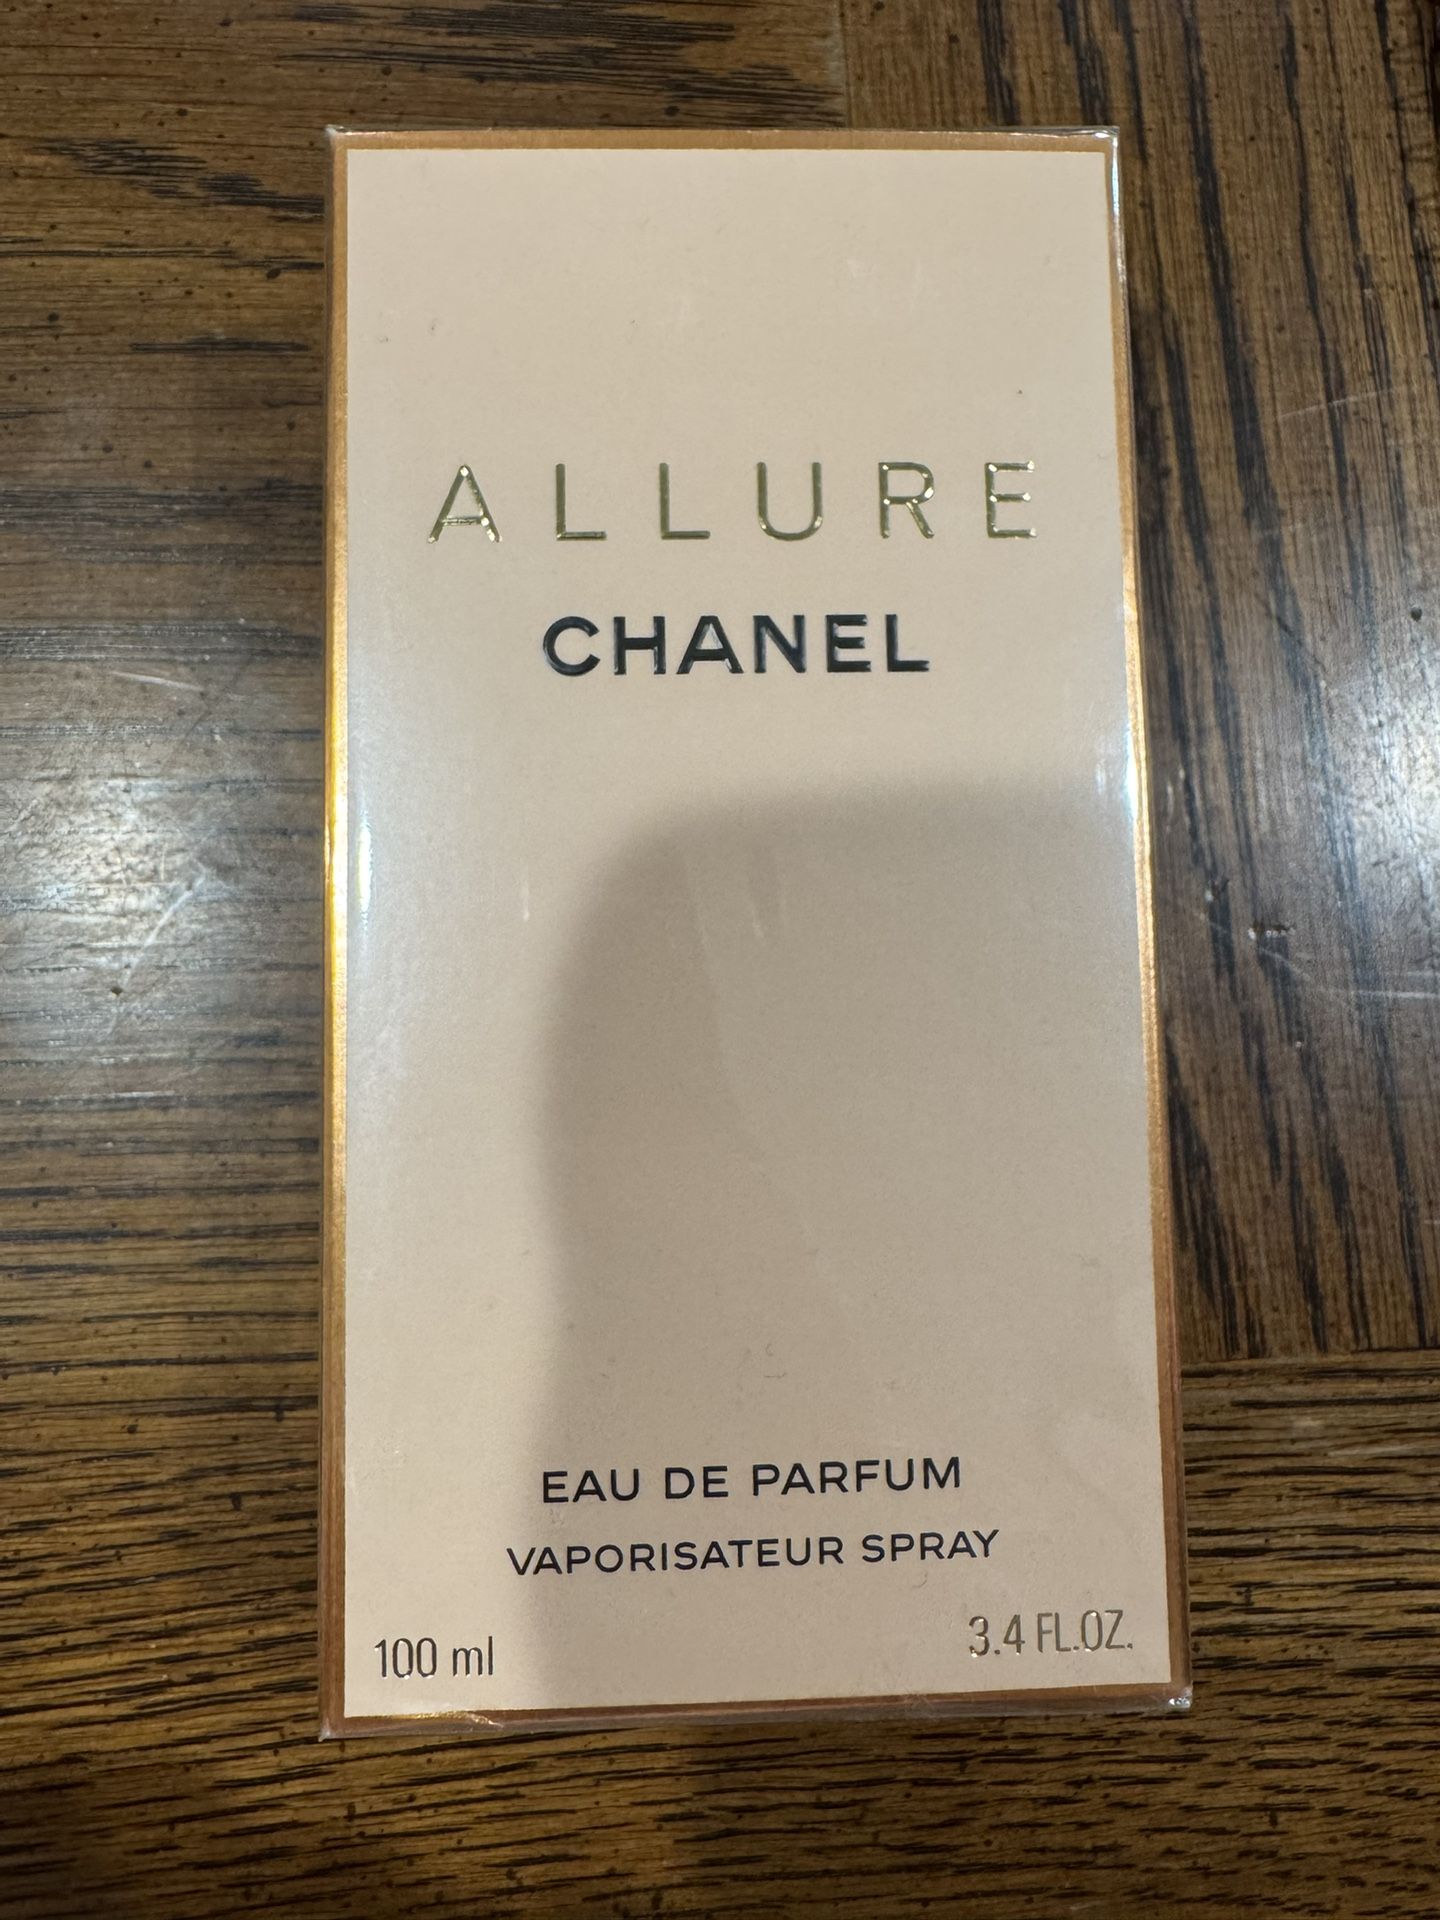 ALLURE
CHANEL
EAU DE PARFUM
VAPORISATEUR SPRAY
100 ml 3.4 FL.OZ.